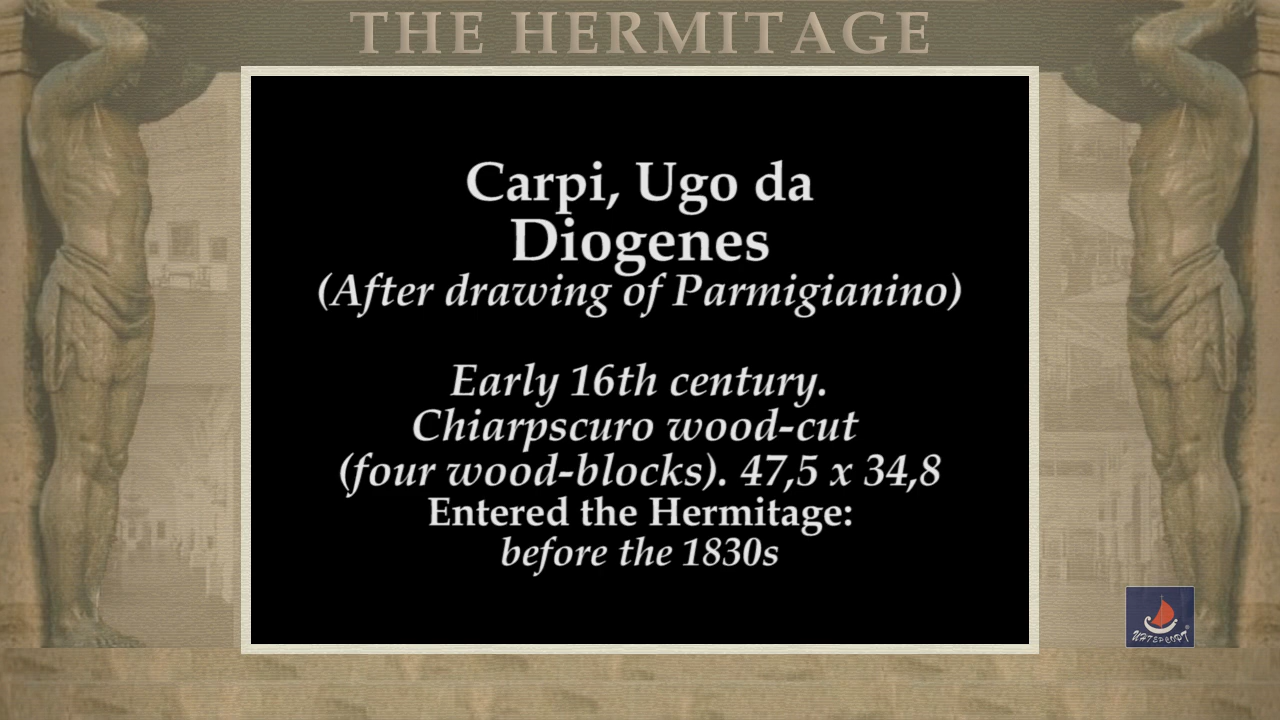 THE HERMITAGE
Carpi, Ugo da
Diogenes
(After drawing of Parmigianino)
Early 16th century.
Chiarpscuro wood-cut
(four wood-blocks). 47,5 x 34,8
Entered the Hermitage:
before the 1830s